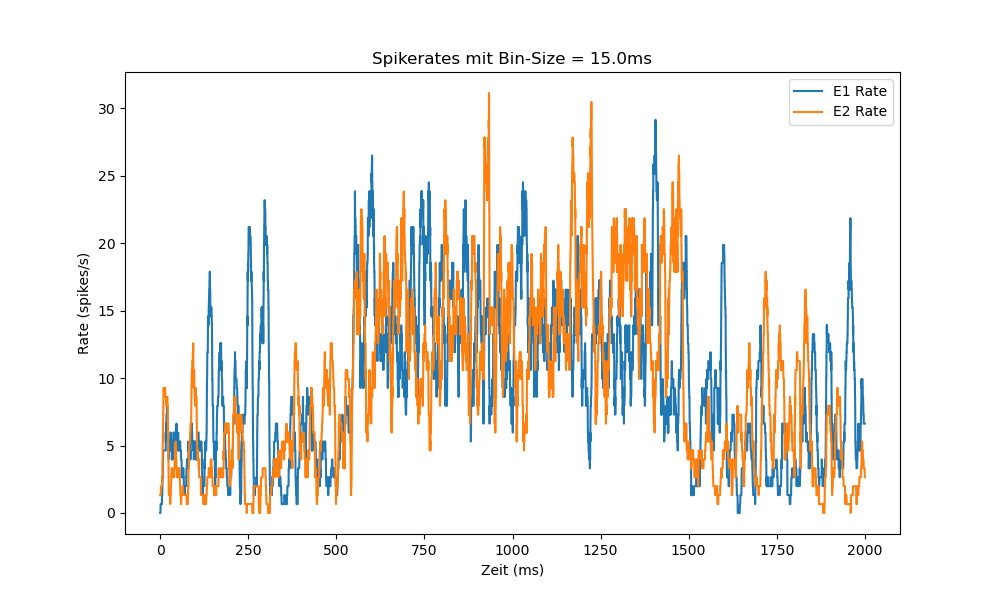 Spikerates mit Bin-Size = 15.0ms
E1 Rate
E2 Rate
30
25
20
15
10
5
0
Rate (spikes/s)
0 250 500 750 1000 1250 1500 1750 2000
Zeit (ms)